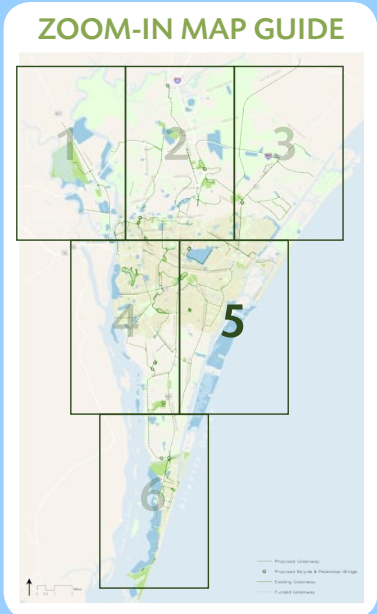 ZOOM-IN MAP GUIDE
1
2
3
4
5
6
Proposed Greenway
Proposed Bicycle & Pedestrian Bridge
Existing Greenway
Funded Greenway
Miles